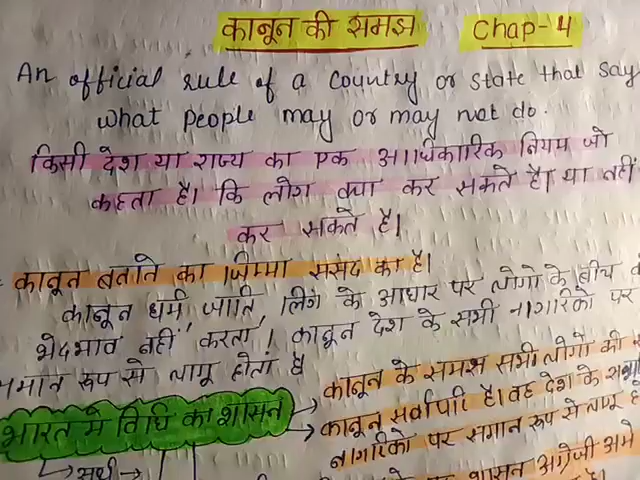 कानून की समझ Chap-4
An official rule of a Country or state that say
what people may or may not do.
किसी देश या राज्य का एक आधिकारिक नियम जो
कहता है। कि लोग क्या कर सकते है। या नहीं
कर सकते है।
कानून बनाने का जिम्मा संसद का है।
कानून धर्म, जाति, लिंग के आधार पर लोगो के बीच
भेदभाव नहीं करता। कानून देश के सभी नागरिको पर
समान रूप से लागू होता है
भारत मे विधि का शासन
कानून के समक्ष सभी लोगो की
कानून सर्वोपरि है। वह देश के सभी
नागरिको पर समान रूप से लागू
शासन अंग्रेजी